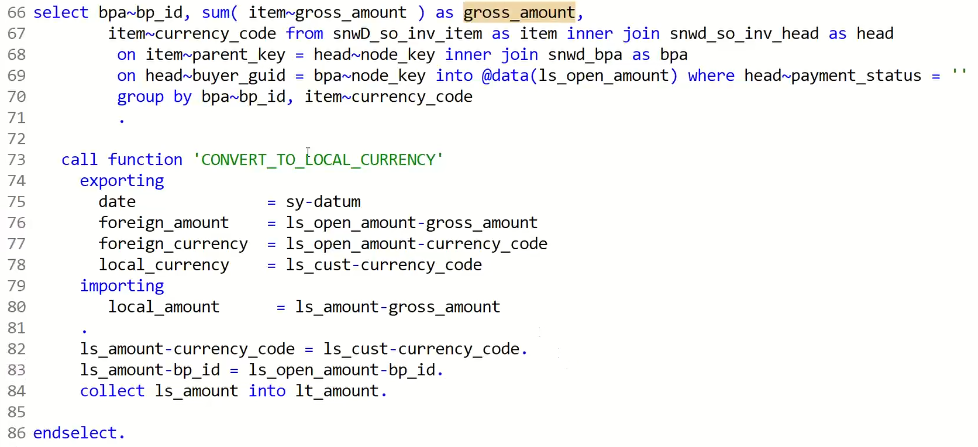 66 select bpa~bp_id, sum( item~gross_amount ) as gross_amount,
67 item~currency_code from snwD_so_inv_item as item inner join snwd_so_inv_head as head
68 on item~parent_key = head~node_key inner join snwd_bpa as bpa
69 on head~buyer_guid = bpa~node_key into @data(ls_open_amount) where head~payment_status = ''
70 group by bpa~bp_id, item~currency_code
71 .
72
73 call function 'CONVERT_TO_LOCAL_CURRENCY'
74 exporting
75 date = sy-datum
76 foreign_amount = ls_open_amount-gross_amount
77 foreign_currency = ls_open_amount-currency_code
78 local_currency = ls_cust-currency_code
79 importing
80 local_amount = ls_amount-gross_amount
81 .
82 ls_amount-currency_code = ls_cust-currency_code.
83 ls_amount-bp_id = ls_open_amount-bp_id.
84 collect ls_amount into lt_amount.
85
86 endselect.